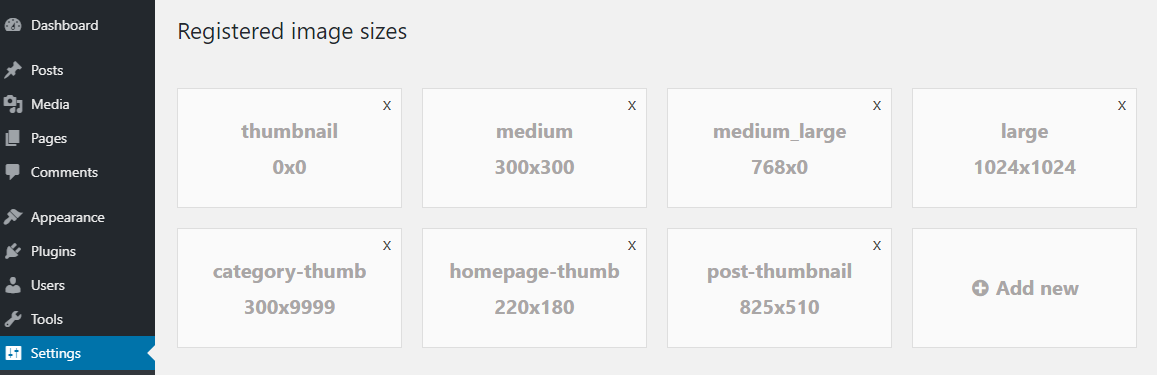 Dashboard
Posts
Media
Pages
Comments
Appearance
Plugins
Users
Tools
Settings
Registered image sizes
x
thumbnail
0x0
x
medium
300x300
x
medium_large
768x0
x
large
1024x1024
x
category-thumb
300x9999
x
homepage-thumb
220x180
x
post-thumbnail
825x510
Add new